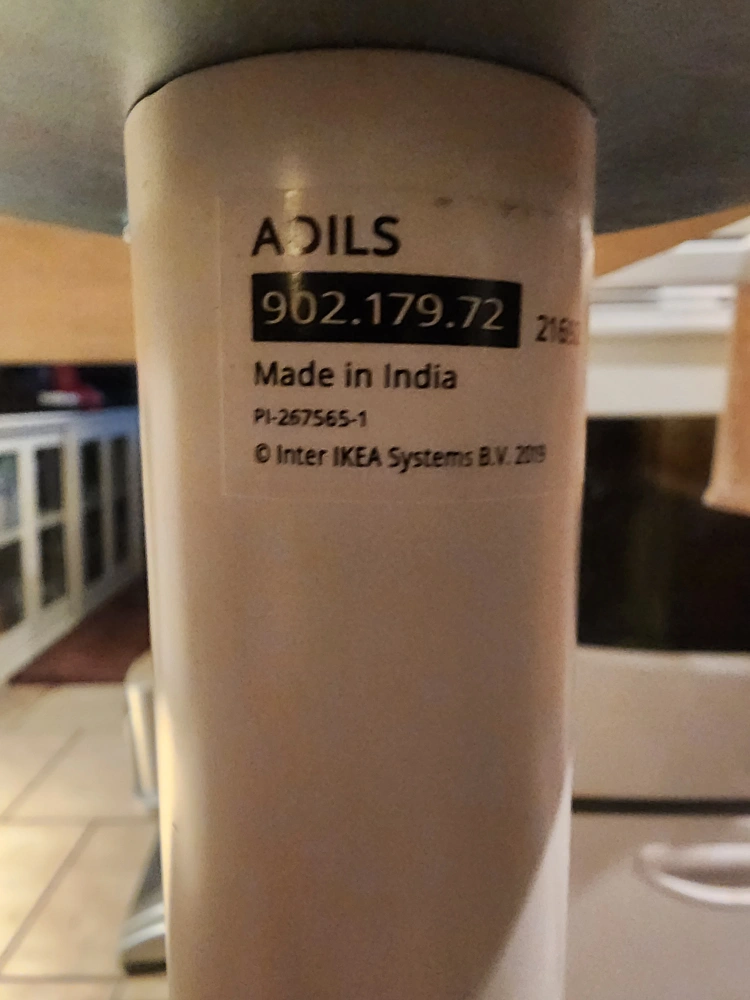 ADILS
902.179.72
Made in India
PI-267565-1
© Inter IKEA Systems B.V. 2019